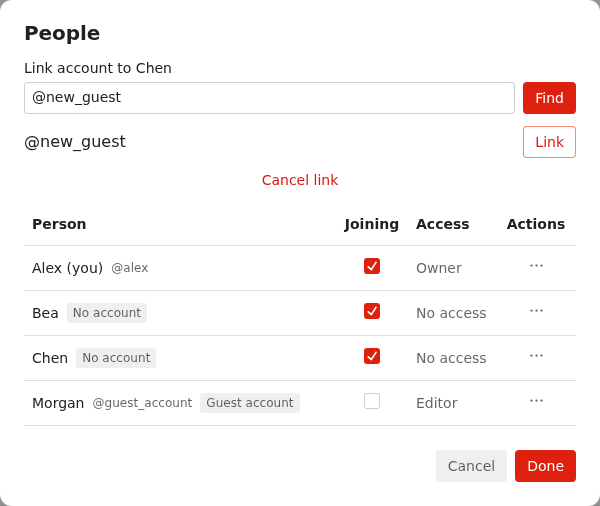 People
Link account to Chen
@new_guest Find
@new_guest Link
Cancel link
Person Joining Access Actions
Alex (you) @alex Owner ···
Bea No account No access ···
Chen No account No access ···
Morgan @guest_account Guest account Editor ···
Cancel Done